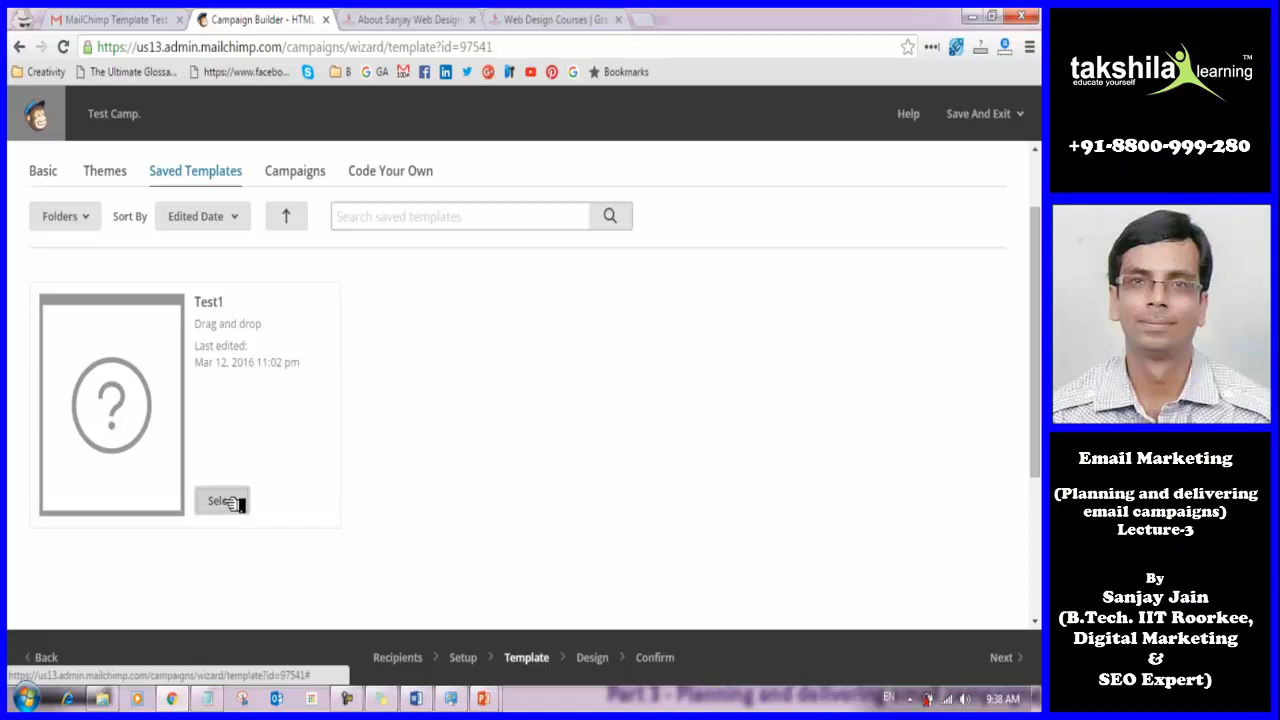 MailChimp Template Test
Campaign Builder - HTML
About Sanjay Web Design
Web Design Courses | Gra
https://us13.admin.mailchimp.com/campaigns/wizard/template?id=97541
Creativity
The Ultimate Glossa...
https://www.facebo...
B
GA
Bookmarks
Test Camp.
Help
Save And Exit
Basic
Themes
Saved Templates
Campaigns
Code Your Own
Folders
Sort By
Edited Date
Search saved templates
Test1
Drag and drop
Last edited:
Mar 12, 2016 11:02 pm
Back
Recipients
Setup
Template
Design
Confirm
Next
https://us13.admin.mailchimp.com/campaigns/wizard/template?id=97541#
EN
9:38 AM
takshila learning
TM
educate yourself
+91-8800-999-280
Email Marketing
(Planning and delivering
email campaigns)
Lecture-3
By
Sanjay Jain
(B.Tech. IIT Roorkee,
Digital Marketing
&
SEO Expert)